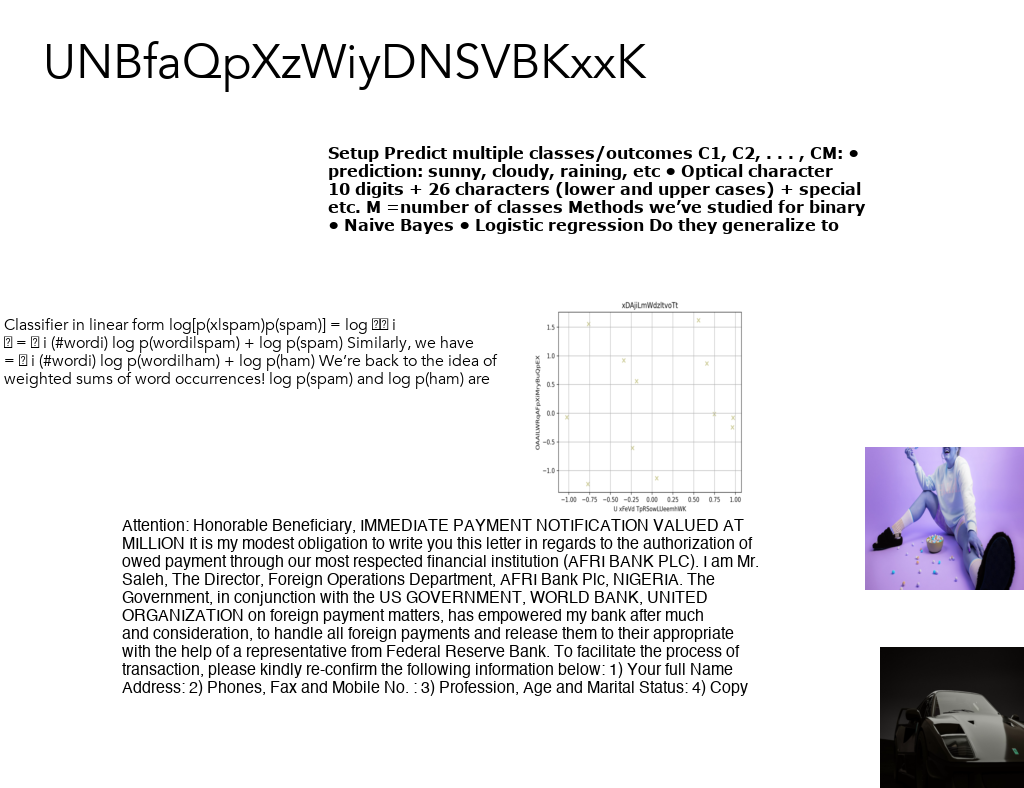 UNBfaQpXzWiyDNSVBKxxK
Setup Predict multiple classes/outcomes C1, C2, . . . , CM: ●
prediction: sunny, cloudy, raining, etc ● Optical character
10 digits + 26 characters (lower and upper cases) + special
etc. M =number of classes Methods we’ve studied for binary
● Naive Bayes ● Logistic regression Do they generalize to
Classifier in linear form log[p(x|spam)p(spam)] = log i
= i (#wordi) log p(wordi|spam) + log p(spam) Similarly, we have
= i (#wordi) log p(wordi|ham) + log p(ham) We’re back to the idea of
weighted sums of word occurrences! log p(spam) and log p(ham) are
xDAjiLmWdzltvoTt
1.5
1.0
0.5
0.0
−0.5
−1.0
−1.00 −0.75 −0.50 −0.25 0.00 0.25 0.50 0.75 1.00
Attention: Honorable Beneficiary, IMMEDIATE PAYMENT NOTIFICATION VALUED AT
MILLION It is my modest obligation to write you this letter in regards to the authorization of
owed payment through our most respected financial institution (AFRI BANK PLC). I am Mr.
Saleh, The Director, Foreign Operations Department, AFRI Bank Plc, NIGERIA. The
Government, in conjunction with the US GOVERNMENT, WORLD BANK, UNITED
ORGANIZATION on foreign payment matters, has empowered my bank after much
and consideration, to handle all foreign payments and release them to their appropriate
with the help of a representative from Federal Reserve Bank. To facilitate the process of
transaction, please kindly re-confirm the following information below: 1) Your full Name
Address: 2) Phones, Fax and Mobile No. : 3) Profession, Age and Marital Status: 4) Copy